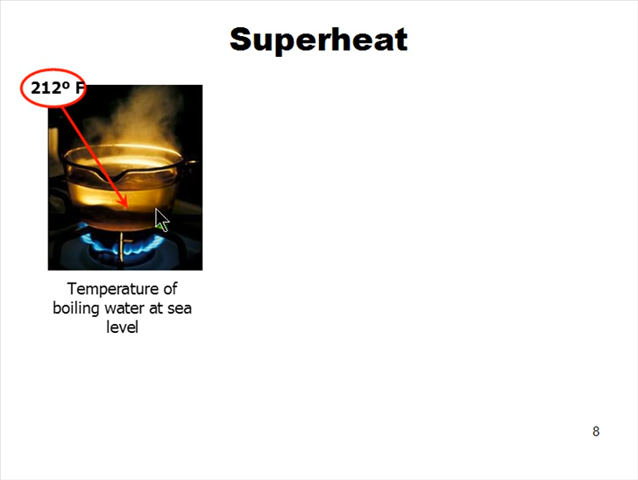 Superheat
212º F
Temperature of
boiling water at sea
level
8